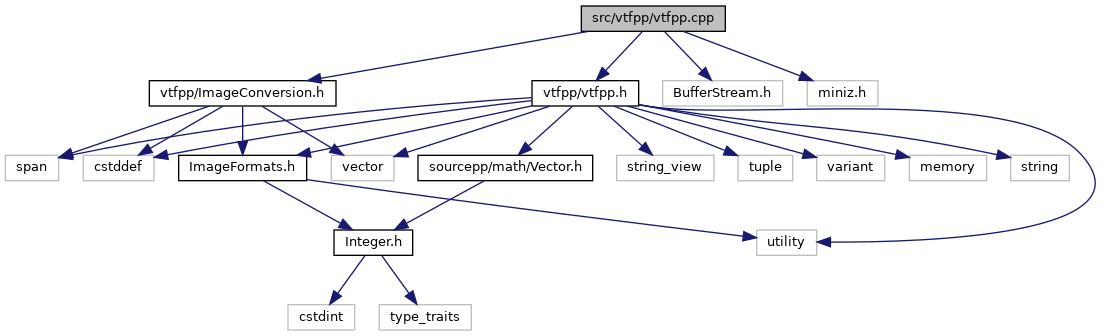 src/vtfpp/vtfpp.cpp
vtfpp/ImageConversion.h
vtfpp/vtfpp.h
BufferStream.h
miniz.h
span
cstddef
ImageFormats.h
vector
sourcepp/math/Vector.h
string_view
tuple
variant
memory
string
Integer.h
utility
cstdint
type_traits